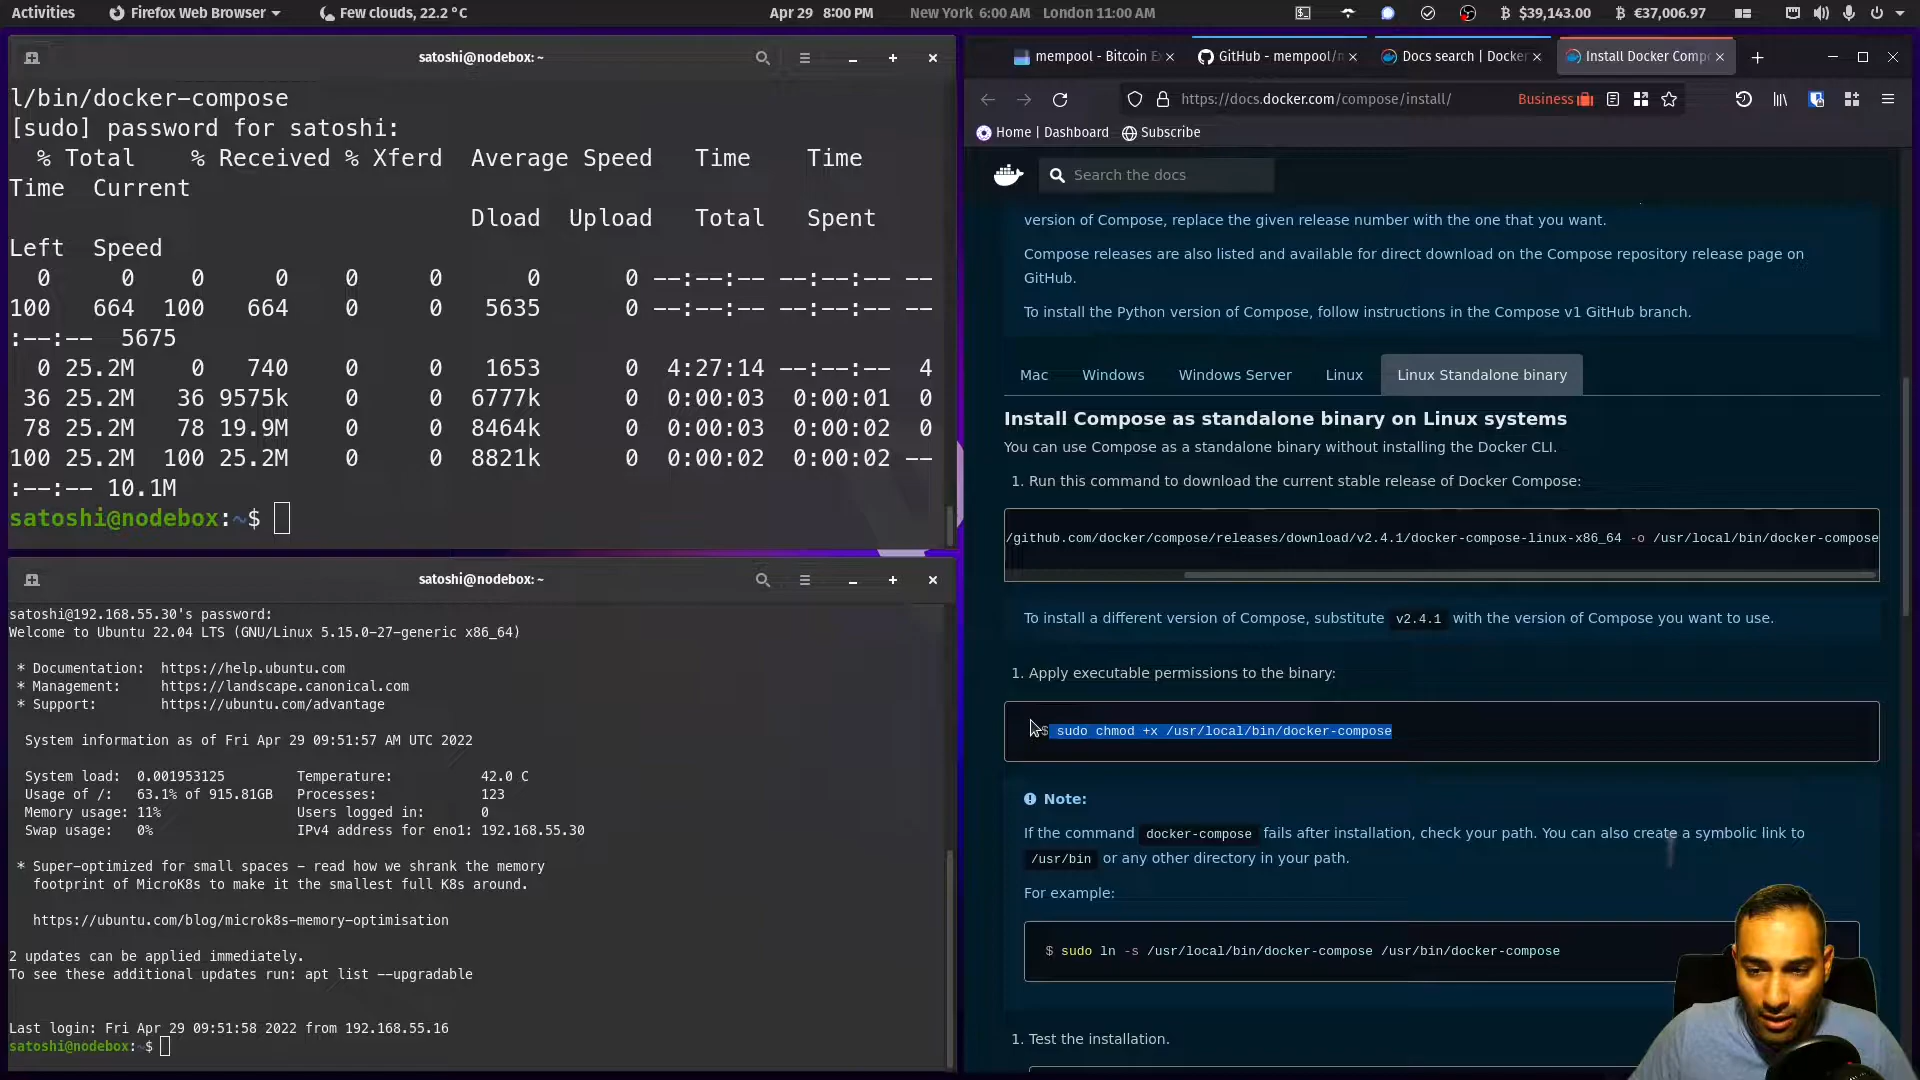 Activities
Firefox Web Browser
Few clouds, 22.2 °C
Apr 29 8:00 PM
New York 6:00 AM London 11:00 AM
₿ $39,143.00
₿ €37,006.97
satoshi@nodebox: ~
l/bin/docker-compose
[sudo] password for satoshi:
% Total % Received % Xferd Average Speed Time Time
Time Current
Dload Upload Total Spent
Left Speed
0 0 0 0 0 0 0 0 --:--:-- --:--:-- --
100 664 100 664 0 0 5635 0 --:--:-- --:--:-- --
:--:-- 5675
0 25.2M 0 740 0 0 1653 0 4:27:14 --:--:-- 4
36 25.2M 36 9575k 0 0 6777k 0 0:00:03 0:00:01 0
78 25.2M 78 19.9M 0 0 8464k 0 0:00:03 0:00:02 0
100 25.2M 100 25.2M 0 0 8821k 0 0:00:02 0:00:02 --
:--:-- 10.1M
satoshi@nodebox:~$
satoshi@nodebox: ~
satoshi@192.168.55.30's password:
Welcome to Ubuntu 22.04 LTS (GNU/Linux 5.15.0-27-generic x86_64)
* Documentation: https://help.ubuntu.com
* Management: https://landscape.canonical.com
* Support: https://ubuntu.com/advantage
System information as of Fri Apr 29 09:51:57 AM UTC 2022
System load: 0.001953125 Temperature: 42.0 C
Usage of /: 63.1% of 915.81GB Processes: 123
Memory usage: 11% Users logged in: 0
Swap usage: 0% IPv4 address for eno1: 192.168.55.30
* Super-optimized for small spaces - read how we shrank the memory
footprint of MicroK8s to make it the smallest full K8s around.
https://ubuntu.com/blog/microk8s-memory-optimisation
2 updates can be applied immediately.
To see these additional updates run: apt list --upgradable
Last login: Fri Apr 29 09:51:58 2022 from 192.168.55.16
satoshi@nodebox:~$
mempool - Bitcoin Ex
GitHub - mempool/m
Docs search | Docker
Install Docker Comp
https://docs.docker.com/compose/install/
Business
Home | Dashboard
Subscribe
Search the docs
version of Compose, replace the given release number with the one that you want.
Compose releases are also listed and available for direct download on the Compose repository release page on
GitHub.
To install the Python version of Compose, follow instructions in the Compose v1 GitHub branch.
Mac Windows Windows Server Linux Linux Standalone binary
Install Compose as standalone binary on Linux systems
You can use Compose as a standalone binary without installing the Docker CLI.
1. Run this command to download the current stable release of Docker Compose:
/github.com/docker/compose/releases/download/v2.4.1/docker-compose-linux-x86_64 -o /usr/local/bin/docker-compose
To install a different version of Compose, substitute v2.4.1 with the version of Compose you want to use.
1. Apply executable permissions to the binary:
$ sudo chmod +x /usr/local/bin/docker-compose
Note:
If the command docker-compose fails after installation, check your path. You can also create a symbolic link to
/usr/bin or any other directory in your path.
For example:
$ sudo ln -s /usr/local/bin/docker-compose /usr/bin/docker-compose
1. Test the installation.